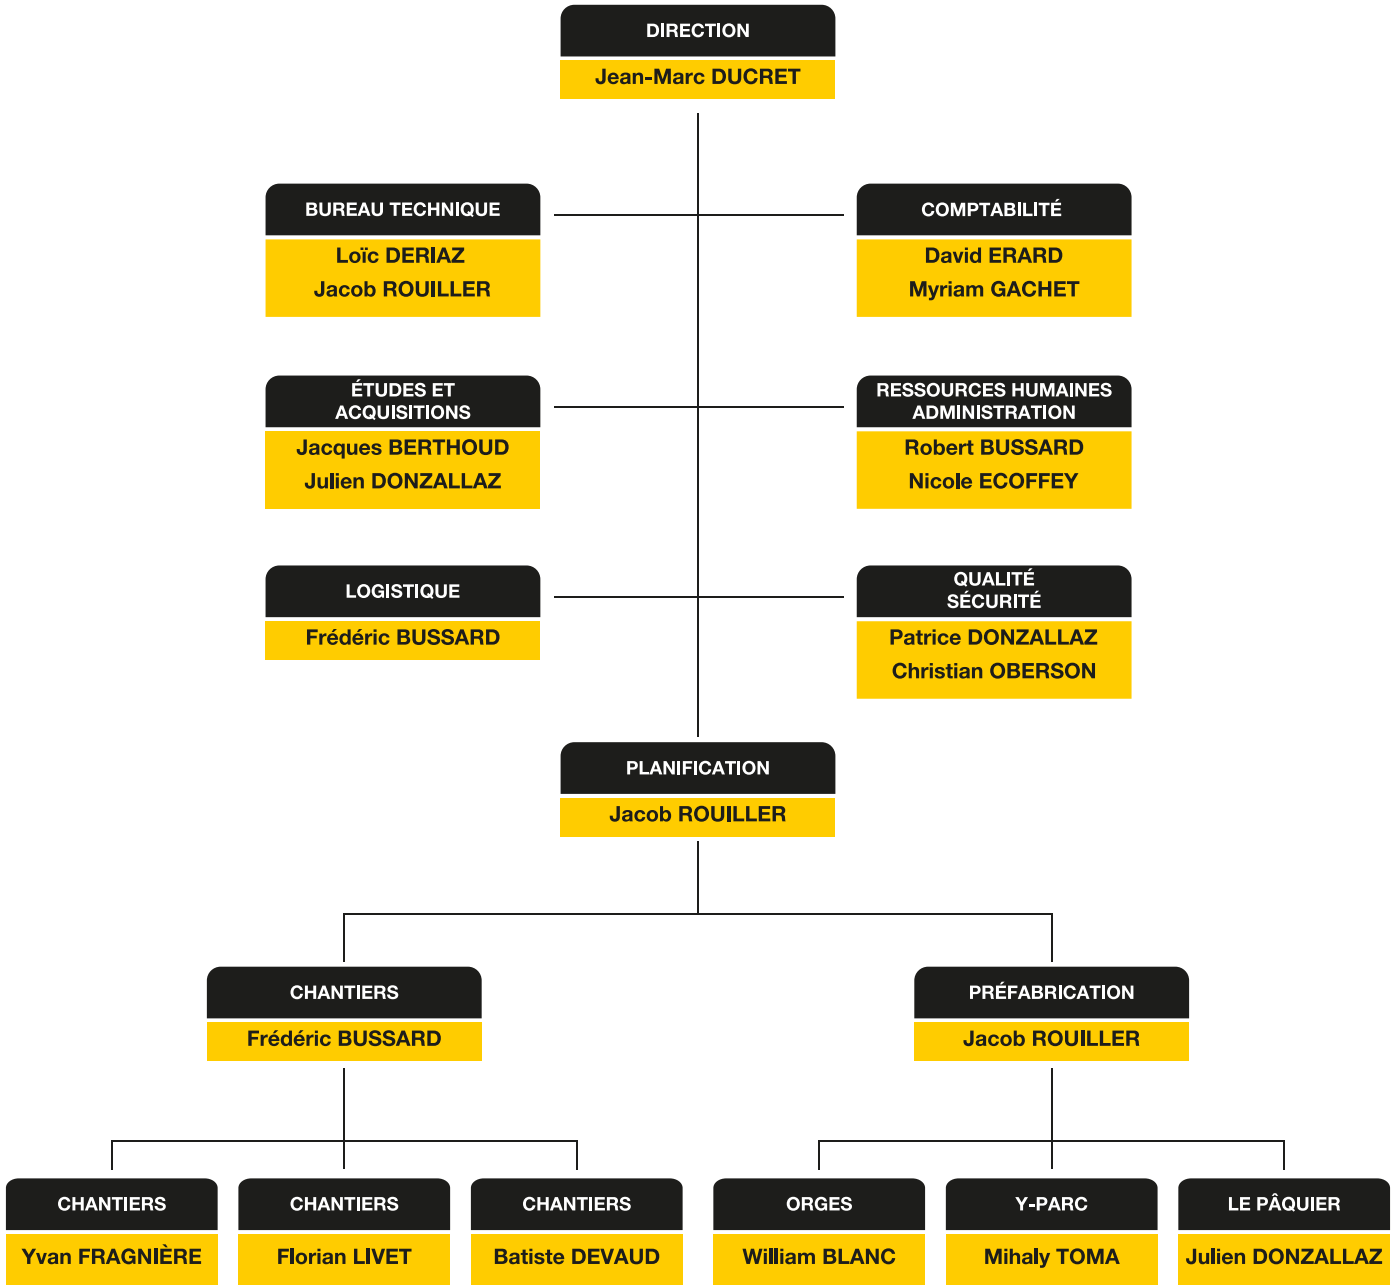 DIRECTION
Jean-Marc DUCRET
BUREAU TECHNIQUE
Loïc DERIAZ
Jacob ROUILLER
COMPTABILITÉ
David ERARD
Myriam GACHET
ÉTUDES ET
ACQUISITIONS
Jacques BERTHOUD
Julien DONZALLAZ
RESSOURCES HUMAINES
ADMINISTRATION
Robert BUSSARD
Nicole ECOFFEY
LOGISTIQUE
Frédéric BUSSARD
QUALITÉ
SÉCURITÉ
Patrice DONZALLAZ
Christian OBERSON
PLANIFICATION
Jacob ROUILLER
CHANTIERS
Frédéric BUSSARD
PRÉFABRICATION
Jacob ROUILLER
CHANTIERS
Yvan FRAGNIÈRE
CHANTIERS
Florian LIVET
CHANTIERS
Batiste DEVAUD
ORGES
William BLANC
Y-PARC
Mihaly TOMA
LE PÂQUIER
Julien DONZALLAZ